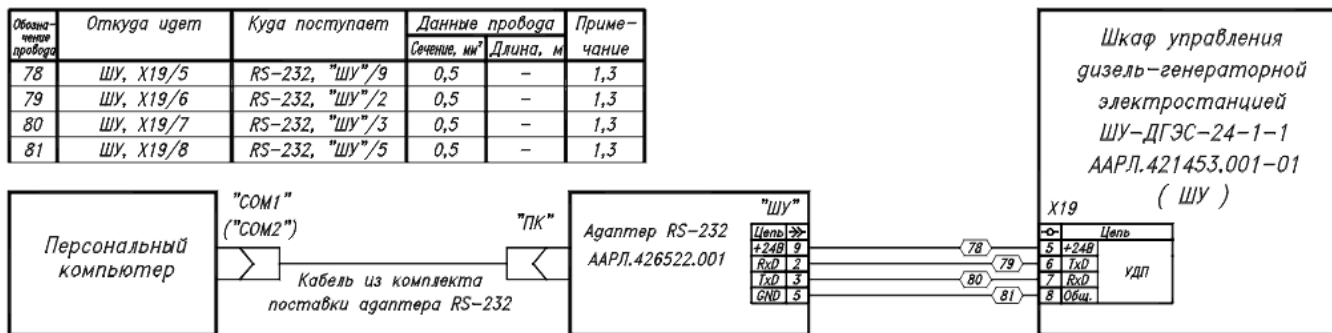 Обозна-
чение
провода
Откуда идет
Куда поступает
Данные провода
Сечение, мм²
Длина, м
Приме-
чание
78 ШУ, X19/5 RS-232, "ШУ"/9 0,5 – 1,3
79 ШУ, X19/6 RS-232, "ШУ"/2 0,5 – 1,3
80 ШУ, X19/7 RS-232, "ШУ"/3 0,5 – 1,3
81 ШУ, X19/8 RS-232, "ШУ"/5 0,5 – 1,3
Персональный
компьютер
"COM1"
("COM2")
Кабель из комплекта
поставки адаптера RS-232
"ПК"
Адаптер RS-232
ААРЛ.426522.001
"ШУ"
Цепь
+24В 9
RxD 2
TxD 3
GND 5
78
79
80
81
Шкаф управления
дизель-генераторной
электростанцией
ШУ-ДГЭС-24-1-1
ААРЛ.421453.001-01
( ШУ )
X19
Цепь
5 +24В
6 TxD
7 RxD
8 Общ.
УДП